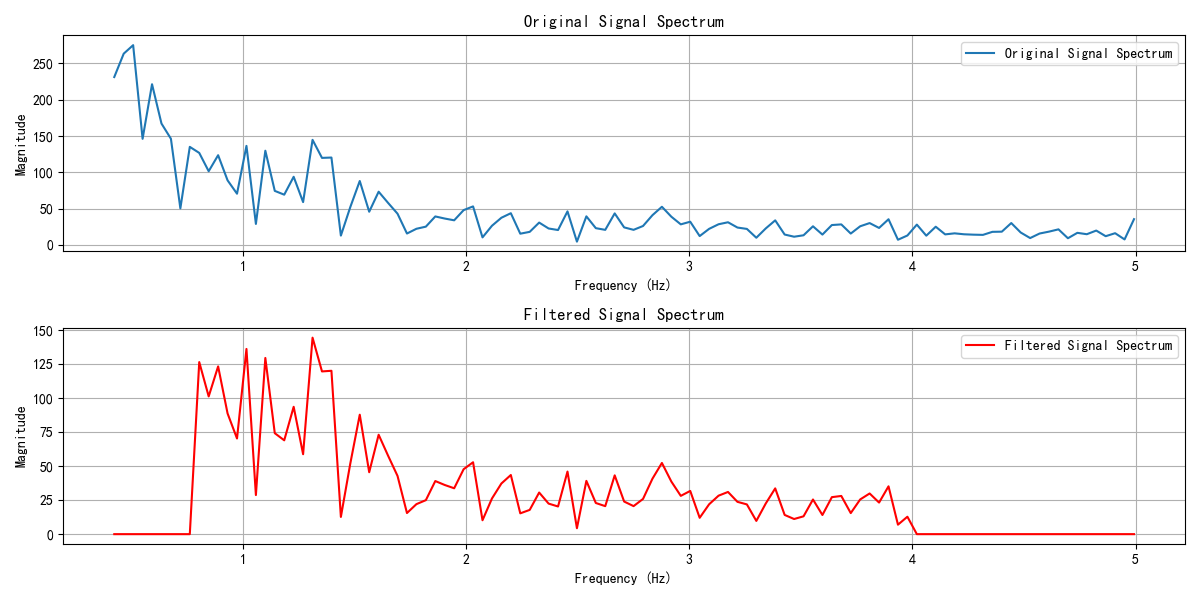 Original Signal Spectrum
Original Signal Spectrum
Magnitude
250
200
150
100
50
0
1 2 3 4 5
Frequency (Hz)
Filtered Signal Spectrum
Filtered Signal Spectrum
Magnitude
150
125
100
75
50
25
0
1 2 3 4 5
Frequency (Hz)